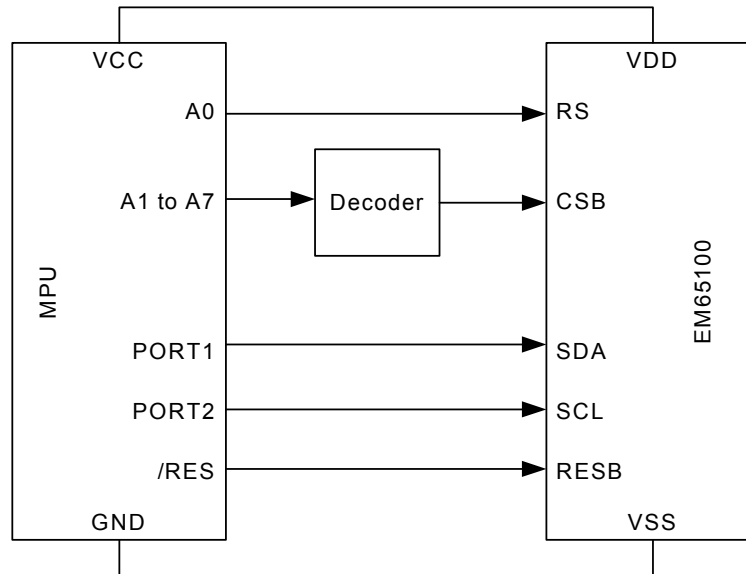 VCC
VDD
A0
RS
A1 to A7
Decoder
CSB
MPU
EM65100
PORT1
SDA
PORT2
SCL
/RES
RESB
GND
VSS